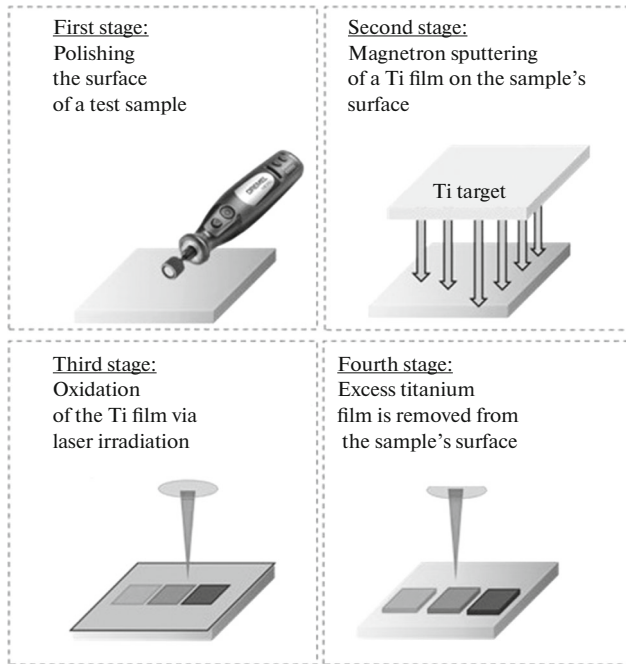 First stage:
Polishing
the surface
of a test sample
Second stage:
Magnetron sputtering
of a Ti film on the sample’s
surface
DREMEL
Ti target
Third stage:
Oxidation
of the Ti film via
laser irradiation
Fourth stage:
Excess titanium
film is removed from
the sample’s surface